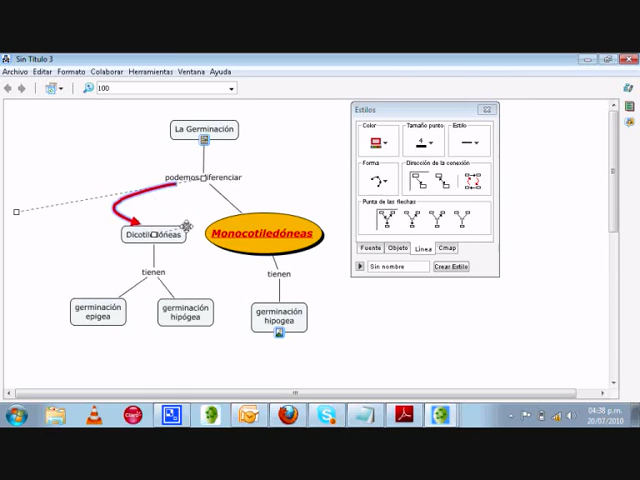 Sin Título 3
Archivo Editar Formato Colaborar Herramientas Ventana Ayuda
100
La Germinación
podemos diferenciar
Dicotiledóneas
Monocotiledóneas
tienen
tienen
germinación
epigea
germinación
hipógea
germinación
hipogea
Estilos
Color
Tamaño punto
Estilo
4
Forma
Dirección de la conexión
Punta de las flechas
Fuente
Objeto
Línea
Cmap
Sin nombre
Crear Estilo
Claro
04:38 p.m.
20/07/2010